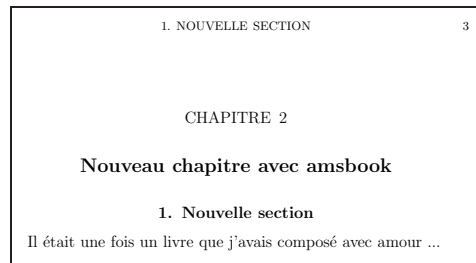 1. NOUVELLE SECTION 3
CHAPITRE 2
Nouveau chapitre avec amsbook
1. Nouvelle section
Il était une fois un livre que j'avais composé avec amour ...